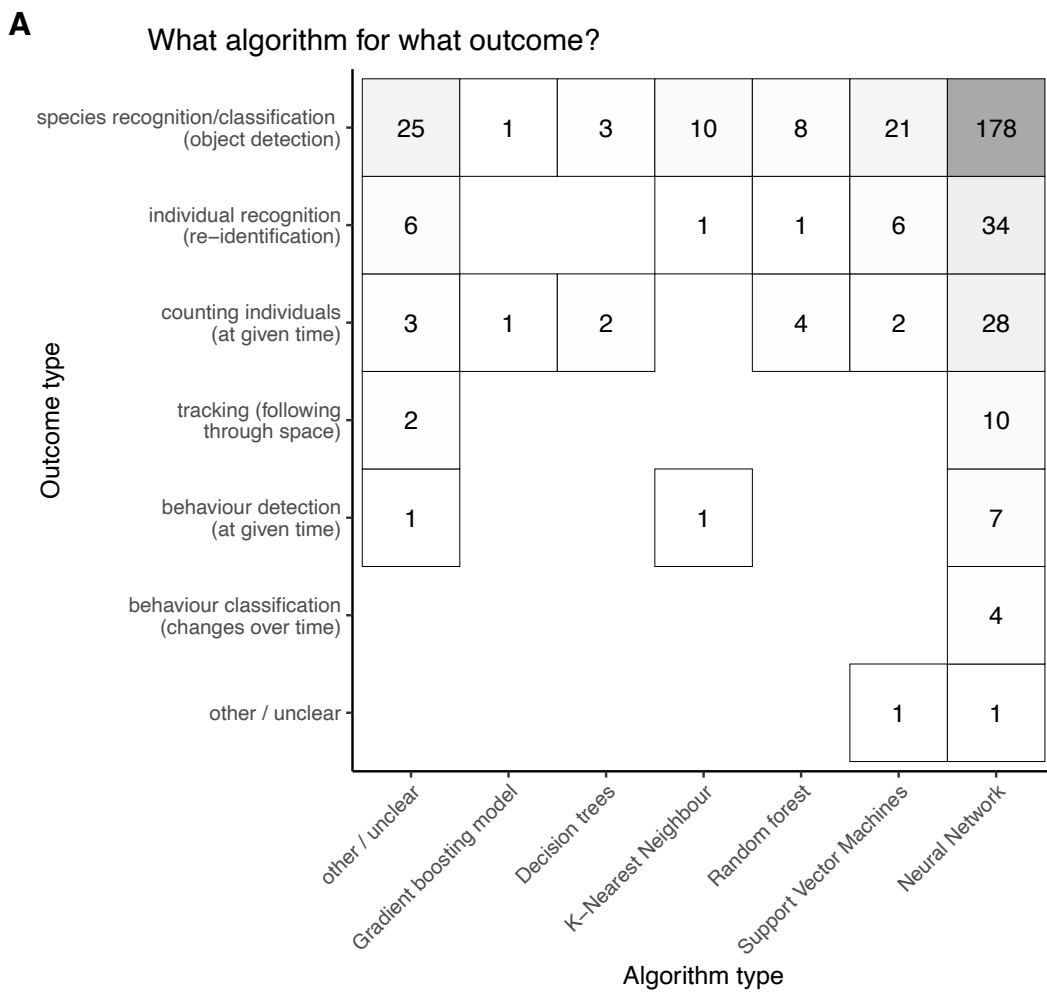 A
What algorithm for what outcome?
species recognition/classification
(object detection)
25 1 3 10 8 21 178
individual recognition
(re−identification)
6 1 1 6 34
counting individuals
(at given time)
3 1 2 4 2 28
tracking (following
through space)
2 10
behaviour detection
(at given time)
1 1 7
behaviour classification
(changes over time)
4
other / unclear
1 1
Outcome type
other / unclear
Gradient boosting model
Decision trees
K−Nearest Neighbour
Random forest
Support Vector Machines
Neural Network
Algorithm type